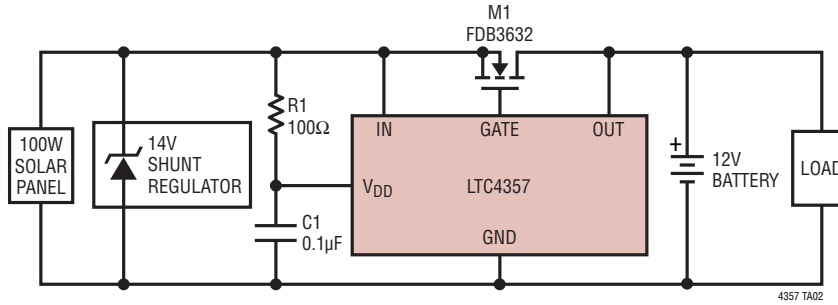 M1
FDB3632
R1
100Ω
IN
GATE
OUT
100W
SOLAR
PANEL
14V
SHUNT
REGULATOR
VDD
LTC4357
+
12V
BATTERY
LOAD
C1
0.1µF
GND
4357 TA02